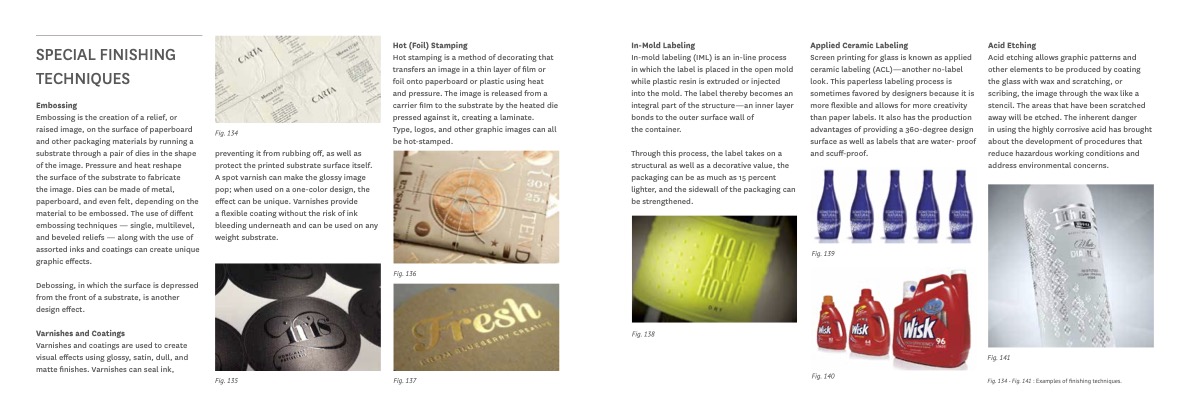 SPECIAL FINISHING
TECHNIQUES
Embossing
Embossing is the creation of a relief, or
raised image, on the surface of paperboard
and other packaging materials by running a
substrate through a pair of dies in the shape
of the image. Pressure and heat reshape
the surface of the substrate to fabricate
the image. Dies can be made of metal,
paperboard, and even felt, depending on the
material to be embossed. The use of diffent
embossing techniques — single, multilevel,
and beveled reliefs — along with the use of
assorted inks and coatings can create unique
graphic effects.
Debossing, in which the surface is depressed
from the front of a substrate, is another
design effect.
Varnishes and Coatings
Varnishes and coatings are used to create
visual effects using glossy, satin, dull, and
matte finishes. Varnishes can seal ink,
CARTA
CARTA
CARTA
Fig. 134
preventing it from rubbing off, as well as
protect the printed substrate surface itself.
A spot varnish can make the glossy image
pop; when used on a one-color design, the
effect can be unique. Varnishes provide
a flexible coating without the risk of ink
bleeding underneath and can be used on any
weight substrate.
Fig. 135
Hot (Foil) Stamping
Hot stamping is a method of decorating that
transfers an image in a thin layer of film or
foil onto paperboard or plastic using heat
and pressure. The image is released from a
carrier film to the substrate by the heated die
pressed against it, creating a laminate.
Type, logos, and other graphic images can all
be hot-stamped.
Fig. 136
Fresh
Fig. 137
In-Mold Labeling
In-mold labeling (IML) is an in-line process
in which the label is placed in the open mold
while plastic resin is extruded or injected
into the mold. The label thereby becomes an
integral part of the structure—an inner layer
bonds to the outer surface wall of
the container.
Through this process, the label takes on a
structural as well as a decorative value, the
packaging can be as much as 15 percent
lighter, and the sidewall of the packaging can
be strengthened.
HOLD
AND
HOLD
Fig. 138
Applied Ceramic Labeling
Screen printing for glass is known as applied
ceramic labeling (ACL)—another no-label
look. This paperless labeling process is
sometimes favored by designers because it is
more flexible and allows for more creativity
than paper labels. It also has the production
advantages of providing a 360-degree design
surface as well as labels that are water- proof
and scuff-proof.
Fig. 139
Wisk
Wisk
Wisk
96
Fig. 140
Acid Etching
Acid etching allows graphic patterns and
other elements to be produced by coating
the glass with wax and scratching, or
scribing, the image through the wax like a
stencil. The areas that have been scratched
away will be etched. The inherent danger
in using the highly corrosive acid has brought
about the development of procedures that
reduce hazardous working conditions and
address environmental concerns.
Fig. 141
Fig. 134 - Fig. 141 : Examples of finishing techniques.